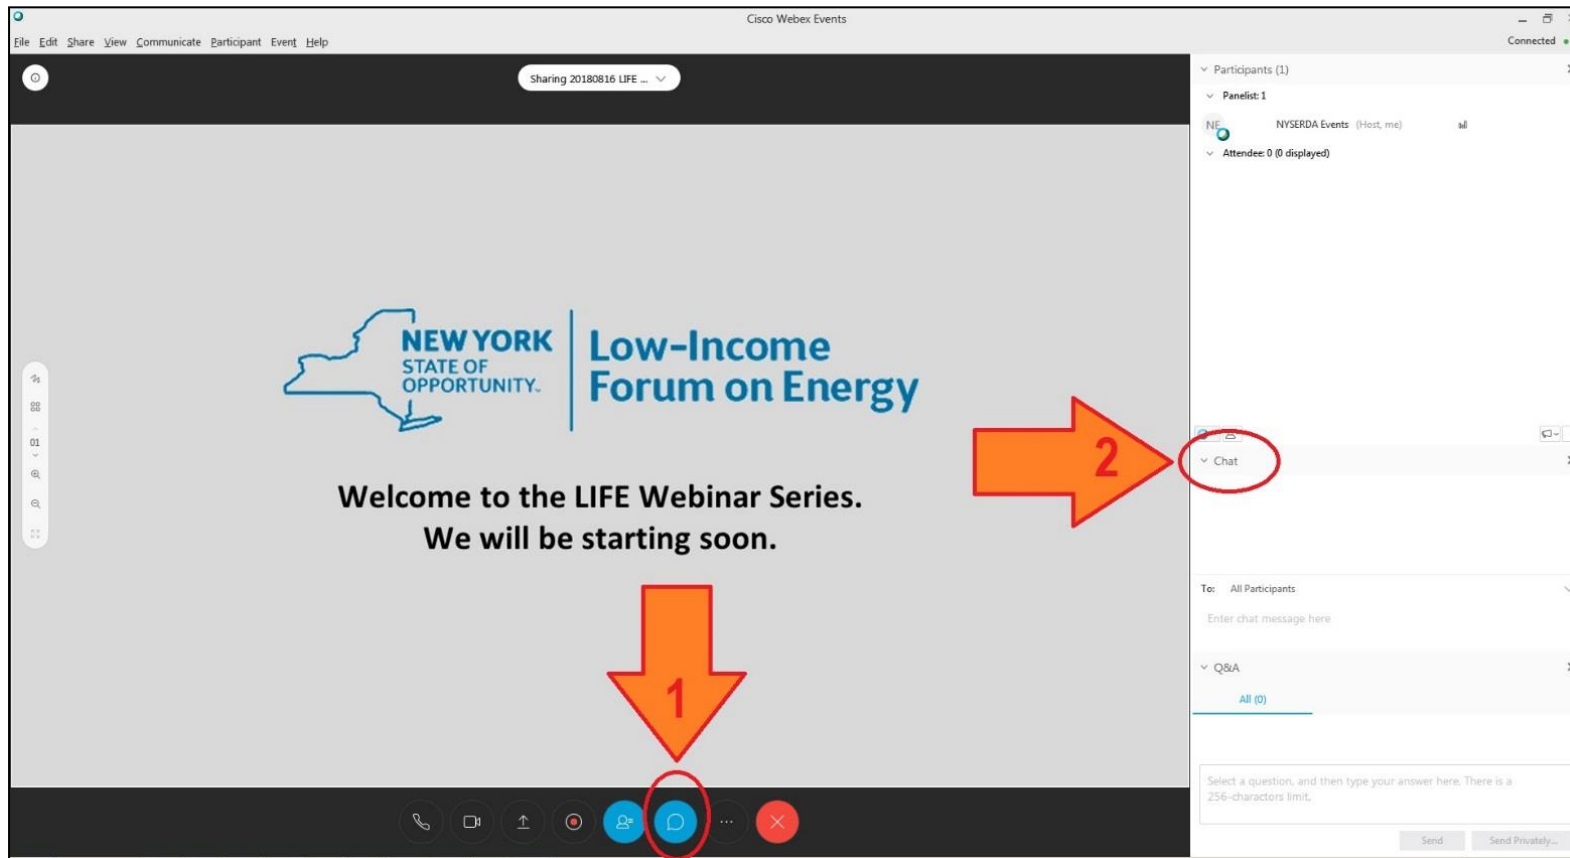 Cisco Webex Events
File Edit Share View Communicate Participant Event Help
Connected
Sharing 20180816 LIFE ...
Participants (1)
Panelist: 1
NE
NYSERDA Events (Host, me)
Attendee: 0 (0 displayed)
01
NEW YORK
STATE OF
OPPORTUNITY™
Low-Income
Forum on Energy
Welcome to the LIFE Webinar Series.
We will be starting soon.
1
2
Chat
To: All Participants
Enter chat message here
Q&A
All (0)
Select a question, and then type your answer here. There is a
256-charactors limit.
Send
Send Privately...